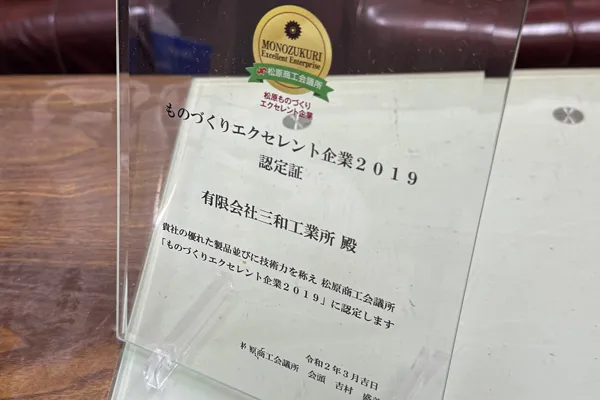 MONOZUKURI
Excellent Enterprise
松原商工会議所
松原ものづくり
エクセレント企業
ものづくりエクセレント企業2019
認定証
有限会社三和工業所 殿
貴社の優れた製品並びに技術力を称え 松原商工会議所
「ものづくりエクセレント企業2019」に認定します
令和2年3月吉日
松原商工会議所 会頭 吉村